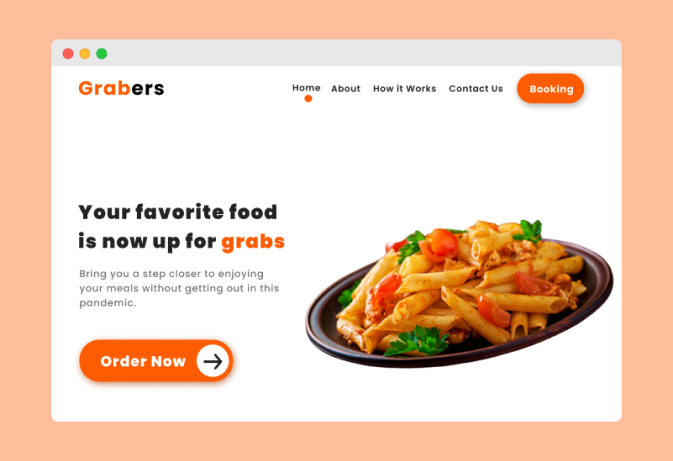 Grabers
Home About How it Works Contact Us Booking
Your favorite food
is now up for grabs
Bring you a step closer to enjoying
your meals without getting out in this
pandemic.
Order Now